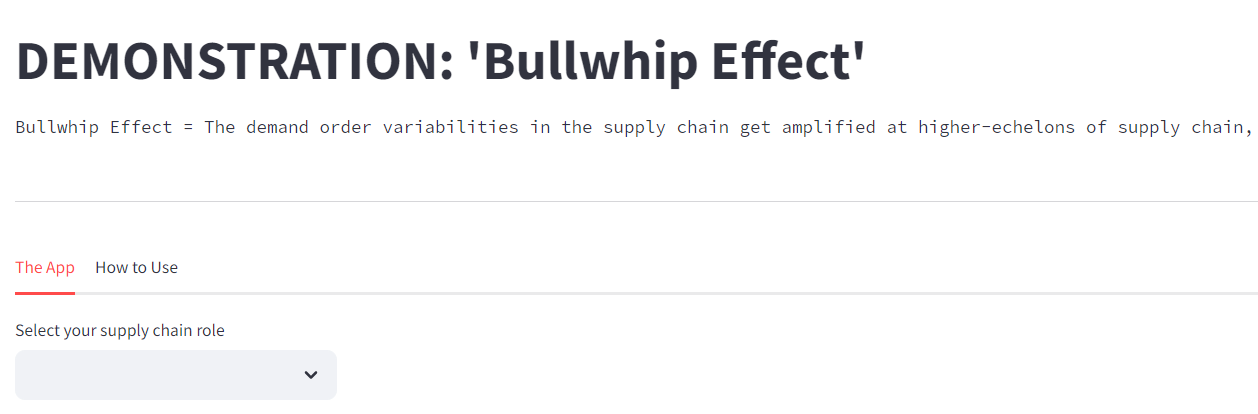 DEMONSTRATION: 'Bullwhip Effect'
Bullwhip Effect = The demand order variabilities in the supply chain get amplified at higher-echelons of supply chain,
The App How to Use
Select your supply chain role